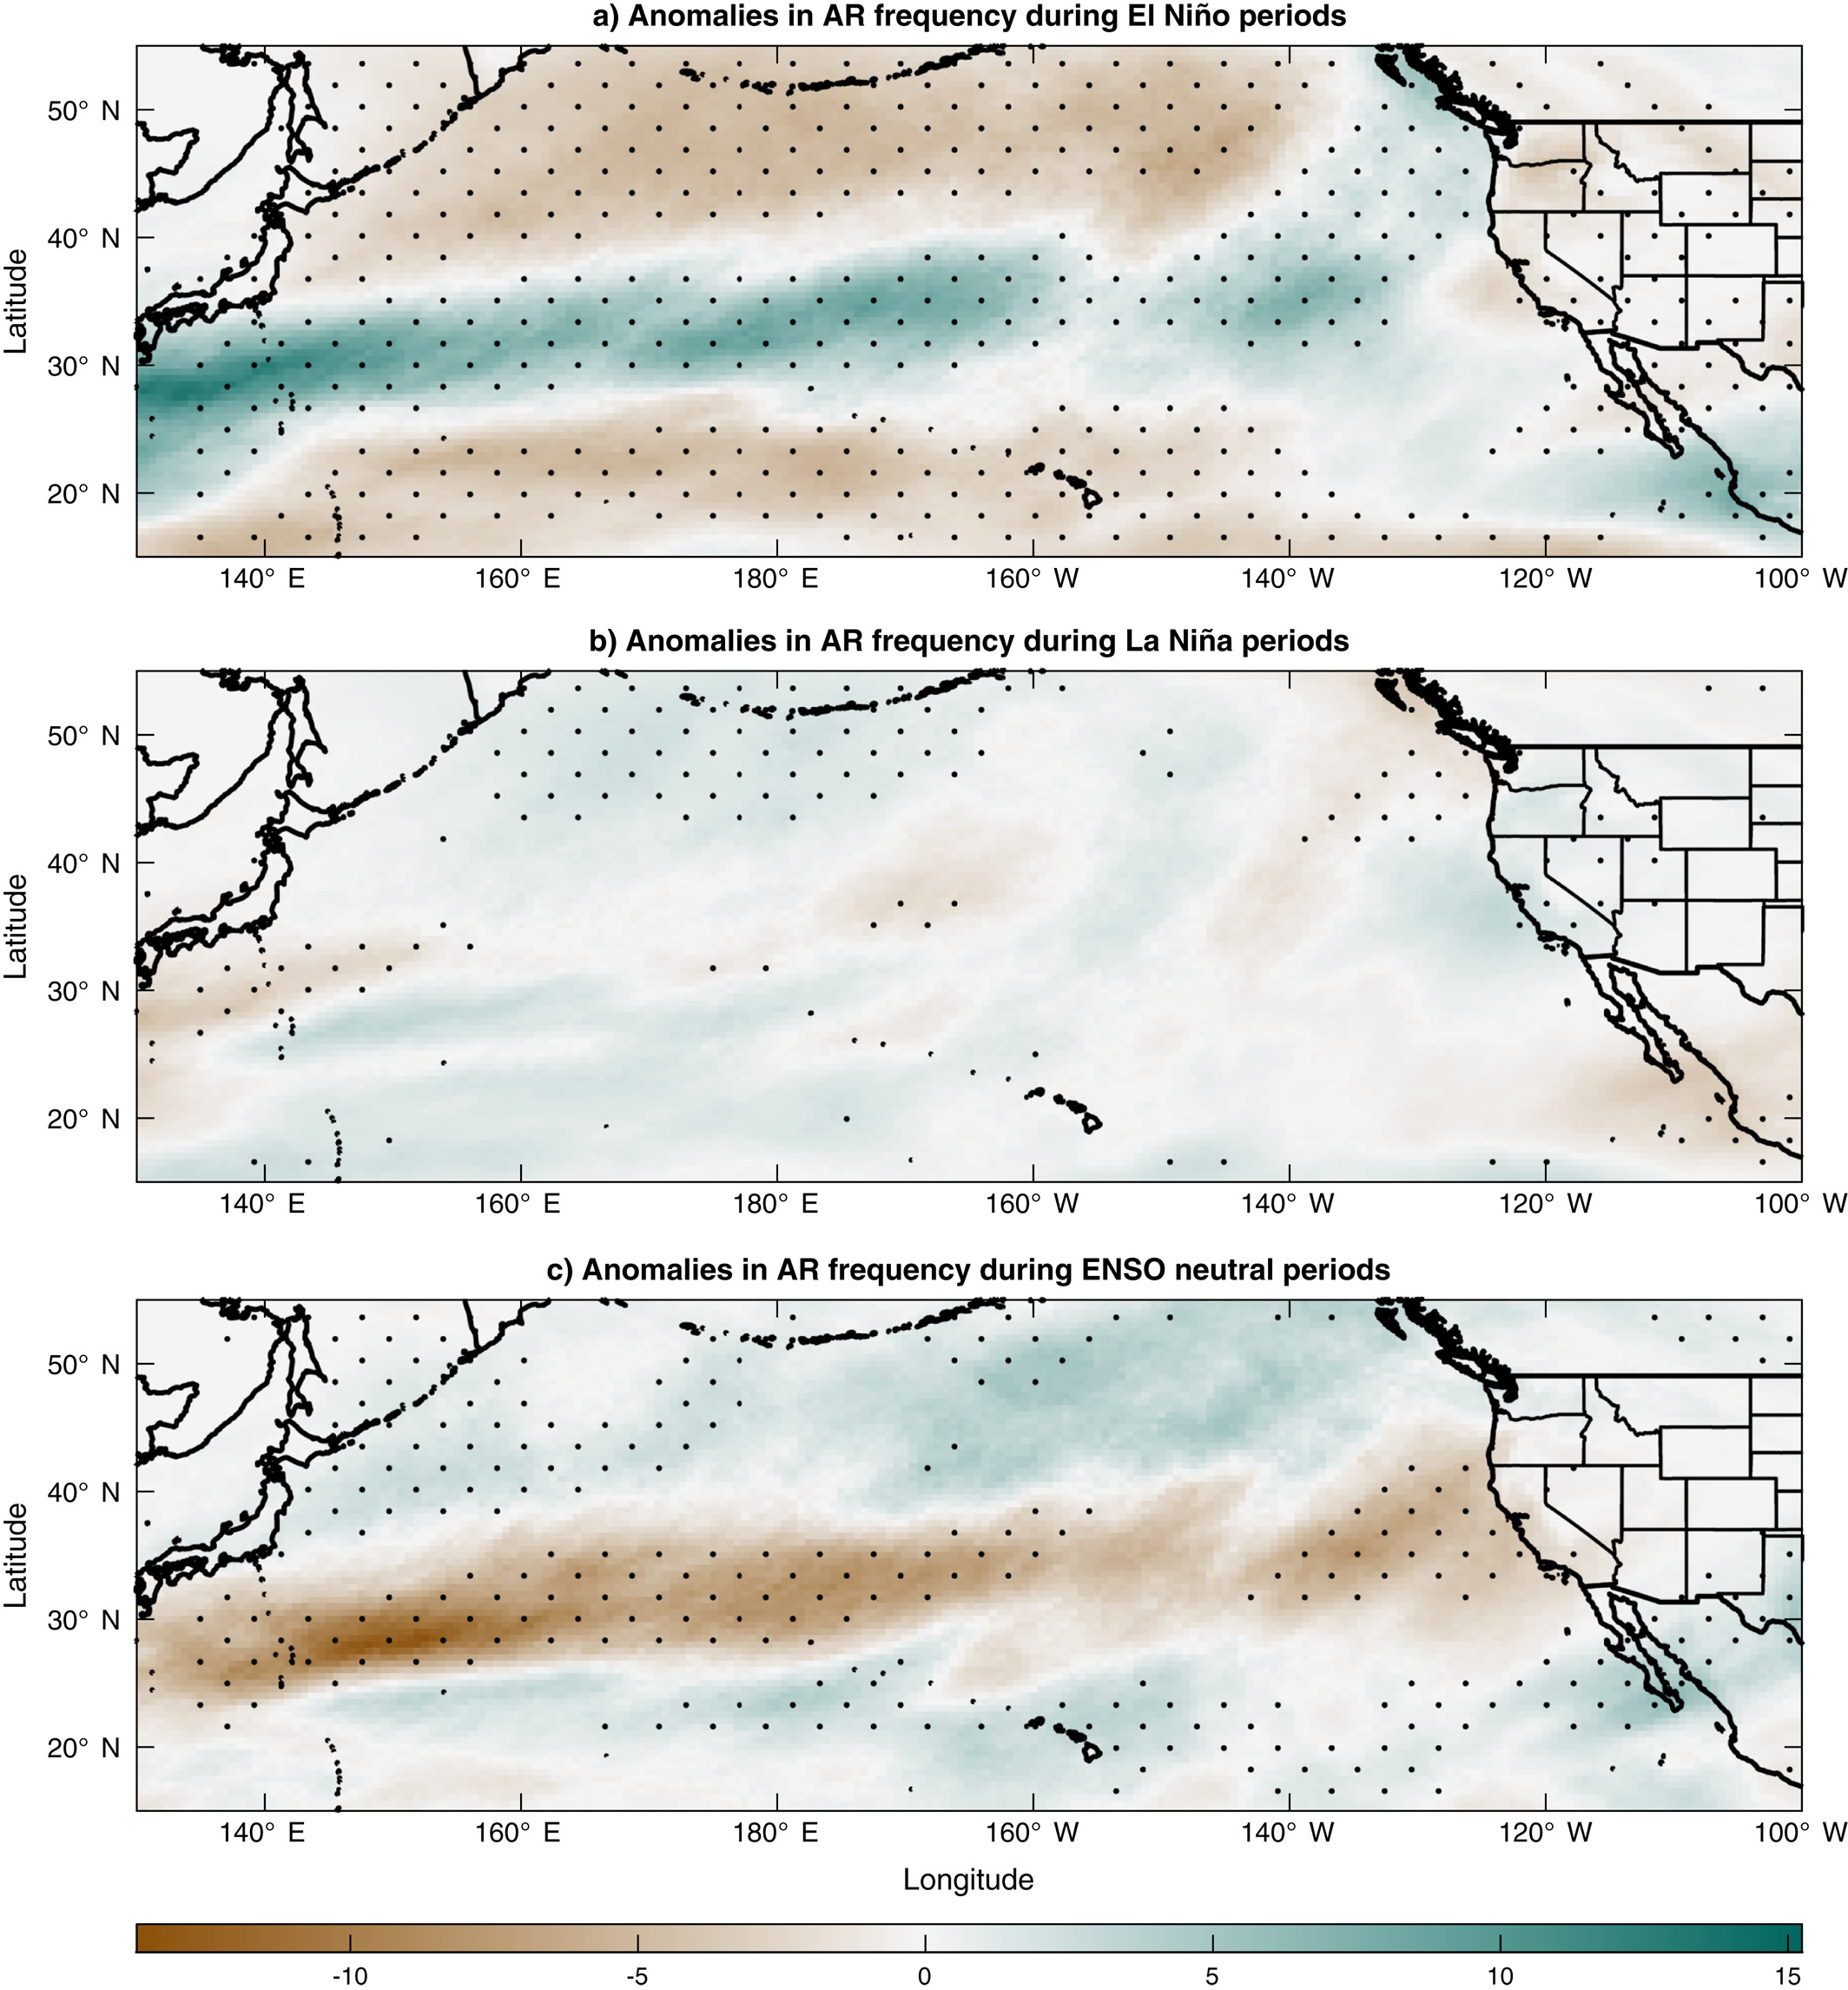 a) Anomalies in AR frequency during El Niño periods
50° N
40° N
30° N
20° N
Latitude
140° E 160° E 180° E 160° W 140° W 120° W 100° W
b) Anomalies in AR frequency during La Niña periods
50° N
40° N
30° N
20° N
Latitude
140° E 160° E 180° E 160° W 140° W 120° W 100° W
c) Anomalies in AR frequency during ENSO neutral periods
50° N
40° N
30° N
20° N
Latitude
140° E 160° E 180° E 160° W 140° W 120° W 100° W
Longitude
-10 -5 0 5 10 15